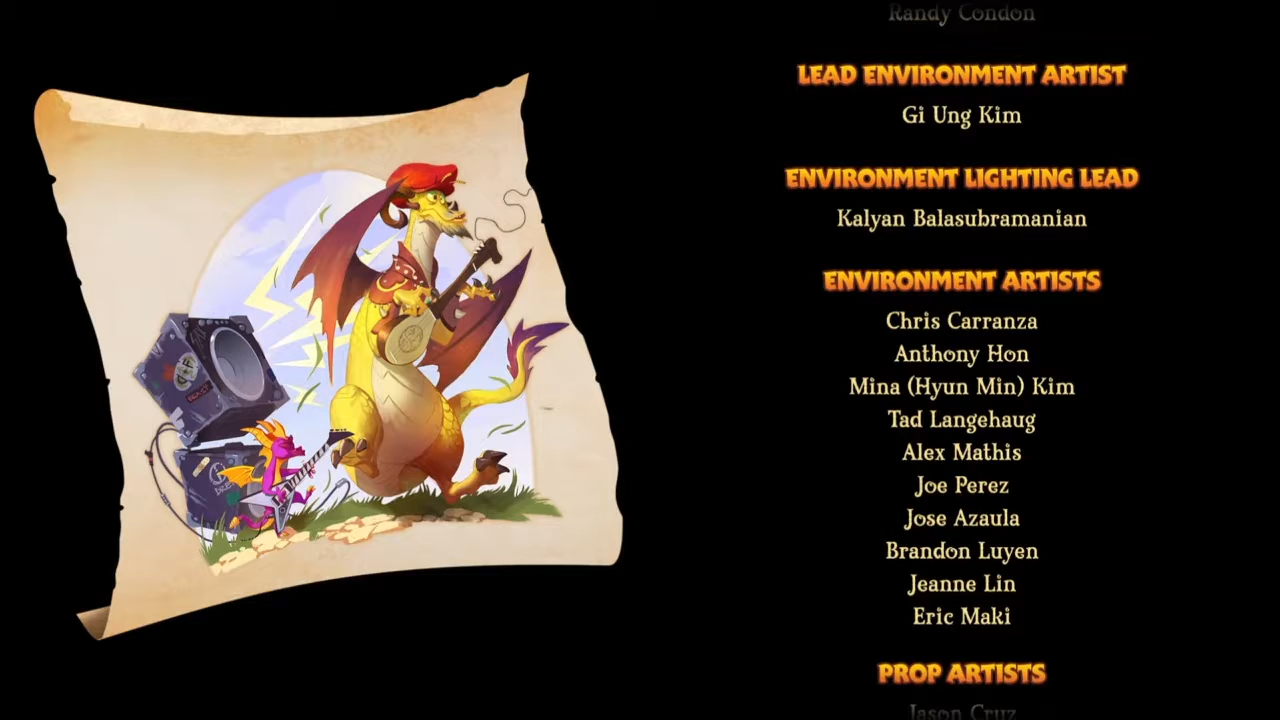 Randy Condon
LEAD ENVIRONMENT ARTIST
Gi Ung Kim
ENVIRONMENT LIGHTING LEAD
Kalyan Balasubramanian
ENVIRONMENT ARTISTS
Chris Carranza
Anthony Hon
Mina (Hyun Min) Kim
Tad Langehaug
Alex Mathis
Joe Perez
Jose Azaula
Brandon Luyen
Jeanne Lin
Eric Maki
PROP ARTISTS
Jason Cruz